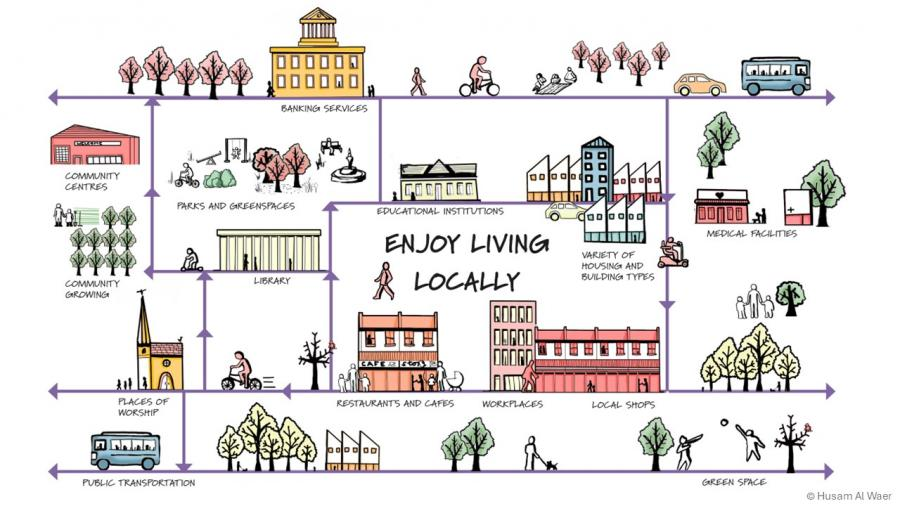 BANKING SERVICES
WELCOME
COMMUNITY
CENTRES
PARKS AND GREENSPACES
EDUCATIONAL INSTITUTIONS
MEDICAL FACILITIES
ENJOY LIVING
LOCALLY
VARIETY OF
HOUSING AND
BUILDING TYPES
LIBRARY
COMMUNITY
GROWING
CAFE
PLACES OF
WORSHIP
RESTAURANTS AND CAFES
WORKPLACES
LOCAL SHOPS
PUBLIC TRANSPORTATION
GREEN SPACE
© Husam Al Waer